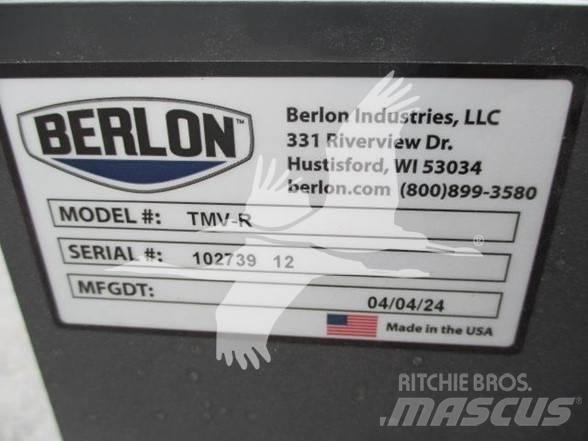 BERLON™
Berlon Industries, LLC
331 Riverview Dr.
Hustisford, WI 53034
berlon.com (800)899-3580
MODEL #: TMV-R
SERIAL #: 102739 12
MFGDT: 04/04/24
Made in the USA
RITCHIE BROS.
MASCUS
®